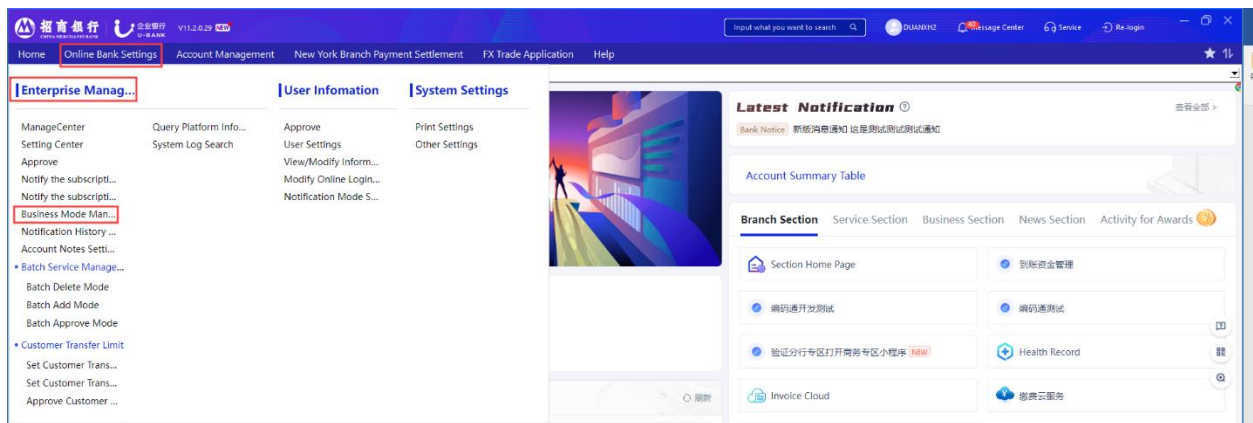 招商银行
CHINA MERCHANTS BANK
企业银行
U-BANK
V11.2.0.29
Input what you want to search
DUANXH2
40
Message Center
Service
Re-login
Home
Online Bank Settings
Account Management
New York Branch Payment Settlement
FX Trade Application
Help
Enterprise Manag...
User Infomation
System Settings
ManageCenter
Query Platform Info...
Approve
Print Settings
Setting Center
System Log Search
User Settings
Other Settings
Approve
View/Modify Inform...
Notify the subscripti...
Modify Online Login...
Notify the subscripti...
Notification Mode S...
Business Mode Man...
Notification History ...
Account Notes Setti...
Batch Service Manage...
Batch Delete Mode
Batch Add Mode
Batch Approve Mode
Customer Transfer Limit
Set Customer Trans...
Set Customer Trans...
Approve Customer ...
刷新
Latest Notification
查看全部 >
Bank Notice 新版消息通知 这是测试测试测试通知
Account Summary Table
Branch Section
Service Section
Business Section
News Section
Activity for Awards
Section Home Page
到账资金管理
编码通开发测试
编码通测试
验证分行专区打开商务专区小程序 NEW
Health Record
Invoice Cloud
缴费云服务